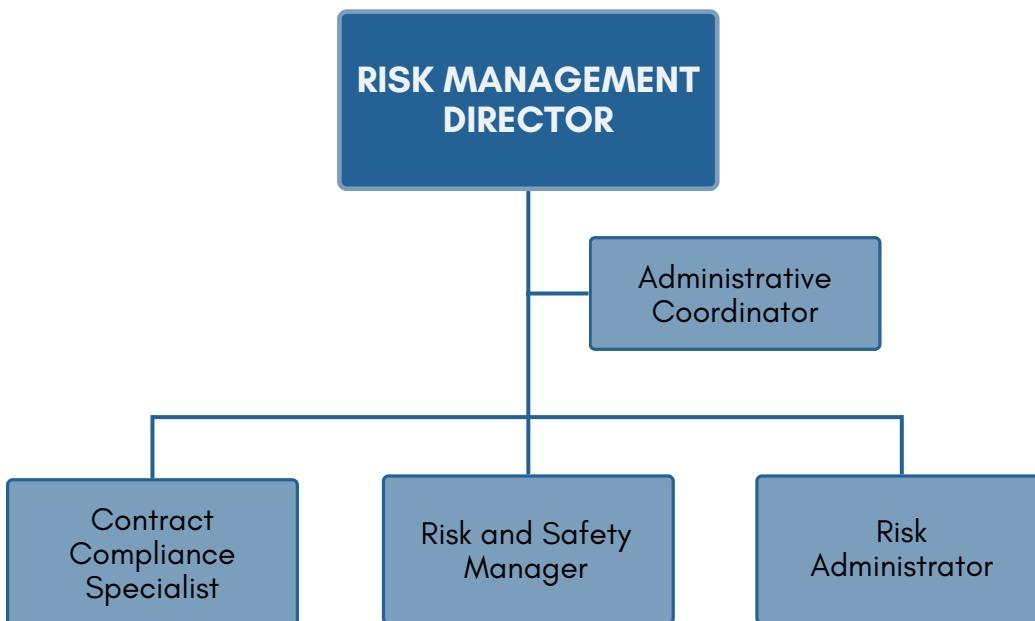 RISK MANAGEMENT
DIRECTOR
Administrative
Coordinator
Contract
Compliance
Specialist
Risk and Safety
Manager
Risk
Administrator